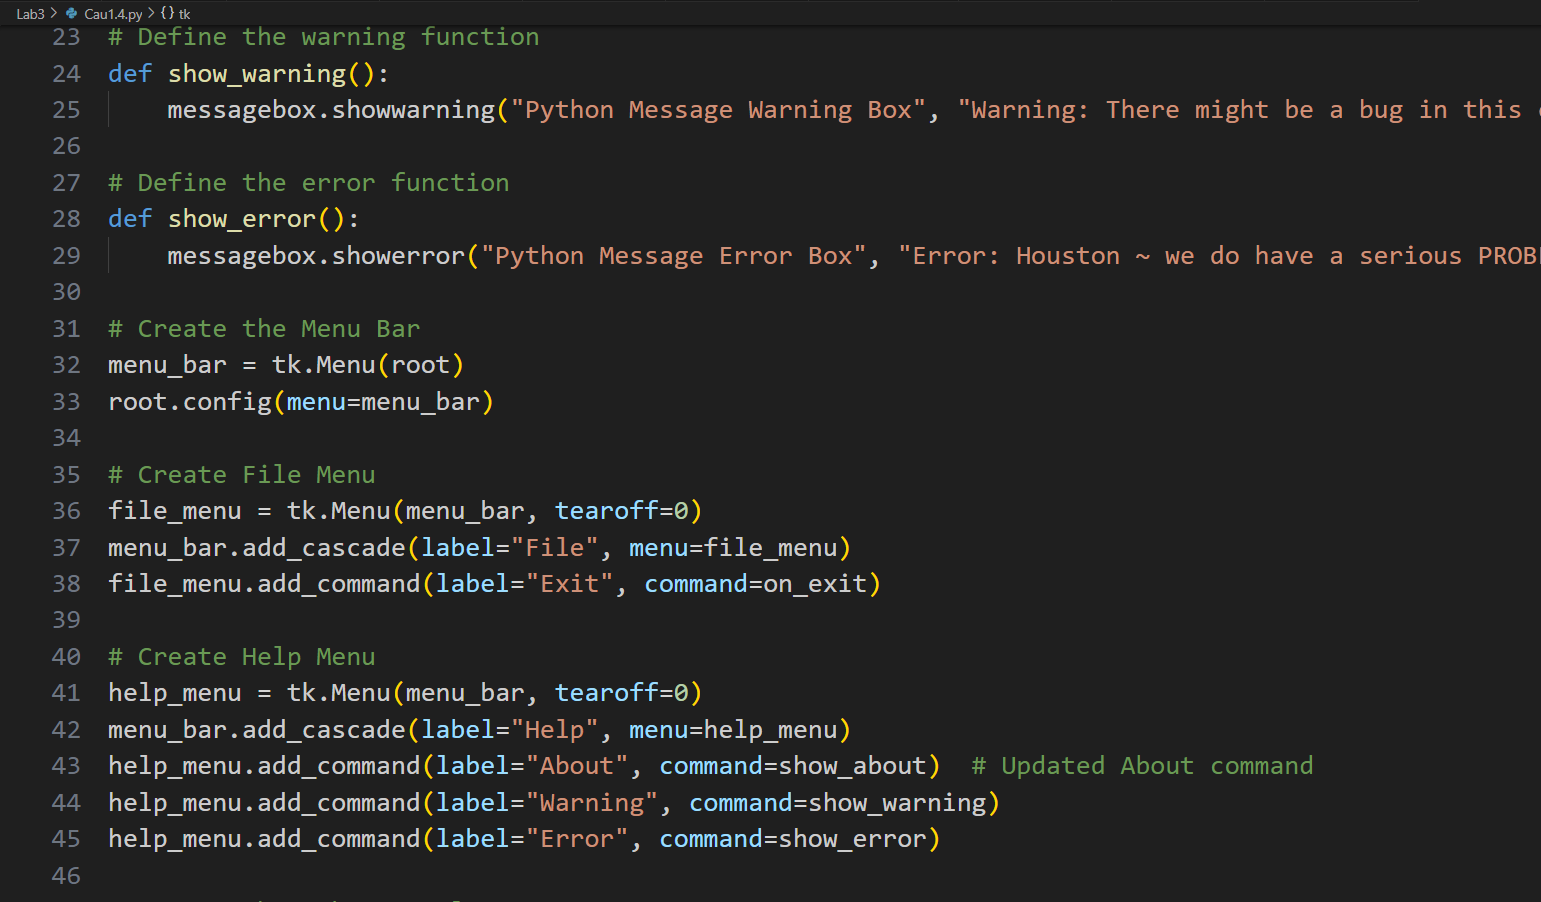 Lab3 > Cau1.4.py > {} tk
23 # Define the warning function
24 def show_warning():
25     messagebox.showwarning("Python Message Warning Box", "Warning: There might be a bug in this
26
27 # Define the error function
28 def show_error():
29     messagebox.showerror("Python Message Error Box", "Error: Houston ~ we do have a serious PROB
30
31 # Create the Menu Bar
32 menu_bar = tk.Menu(root)
33 root.config(menu=menu_bar)
34
35 # Create File Menu
36 file_menu = tk.Menu(menu_bar, tearoff=0)
37 menu_bar.add_cascade(label="File", menu=file_menu)
38 file_menu.add_command(label="Exit", command=on_exit)
39
40 # Create Help Menu
41 help_menu = tk.Menu(menu_bar, tearoff=0)
42 menu_bar.add_cascade(label="Help", menu=help_menu)
43 help_menu.add_command(label="About", command=show_about)  # Updated About command
44 help_menu.add_command(label="Warning", command=show_warning)
45 help_menu.add_command(label="Error", command=show_error)
46